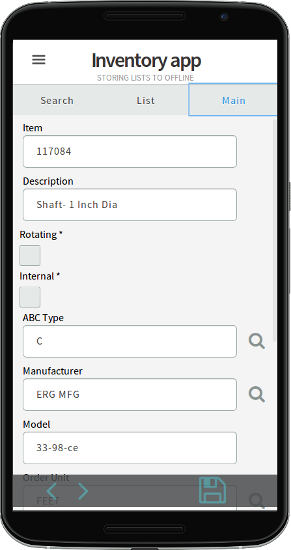 Inventory app
STORING LISTS TO OFFLINE
Search List Main
Item
117084
Description
Shaft- 1 Inch Dia
Rotating *
Internal *
ABC Type
C
Manufacturer
ERG MFG
Model
33-98-ce
Order Unit
FEET